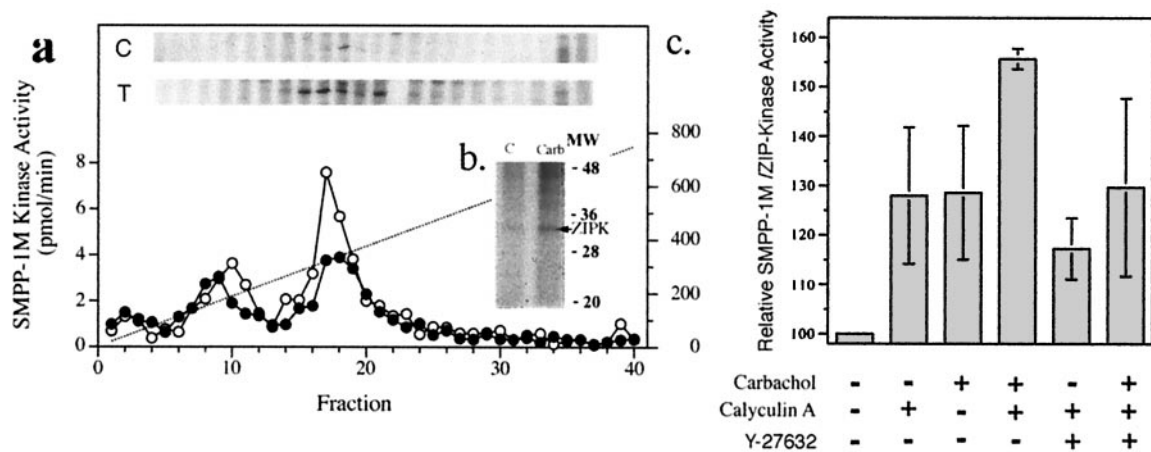 a
C
T
c.
SMPP-1M Kinase Activity
(pmol/min)
8
6
4
2
0
800
600
400
200
0
b.
C Carb MW
- 48
- 36
ZIPK
- 28
- 20
0 10 20 30 40
Fraction
Relative SMPP-1M /ZIP-Kinase Activity
160
150
140
130
120
110
100
Carbachol - - + + - +
Calyculin A - + - + + +
Y-27632 - - - - + +